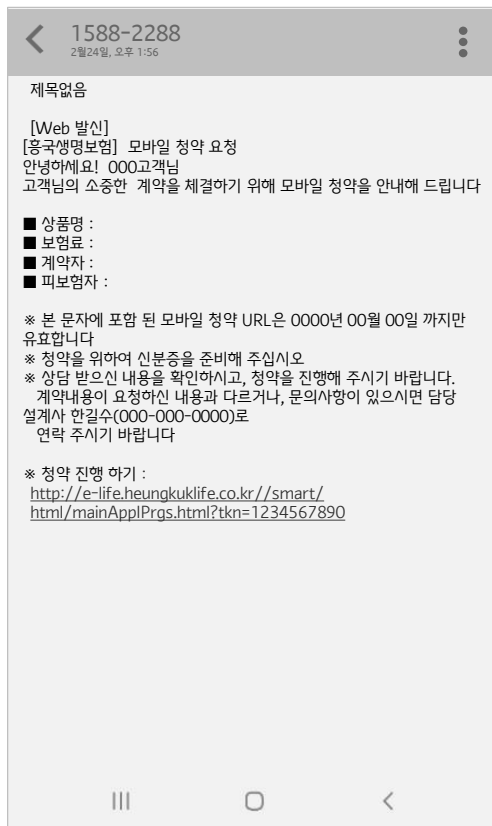 1588-2288
2월24일, 오후 1:56
제목없음
[Web 발신]
[흥국생명보험] 모바일 청약 요청
안녕하세요! 000고객님
고객님의 소중한 계약을 체결하기 위해 모바일 청약을 안내해 드립니다
■ 상품명 :
■ 보험료 :
■ 계약자 :
■ 피보험자 :
※ 본 문자에 포함 된 모바일 청약 URL은 0000년 00월 00일 까지만
유효합니다
※ 청약을 위하여 신분증을 준비해 주십시오
※ 상담 받으신 내용을 확인하시고, 청약을 진행해 주시기 바랍니다.
계약내용이 요청하신 내용과 다르거나, 문의사항이 있으시면 담당
설계사 한길수(000-000-0000)로
연락 주시기 바랍니다
※ 청약 진행 하기 :
http://e-life.heungkuklife.co.kr//smart/
html/mainApplPrgs.html?tkn=1234567890